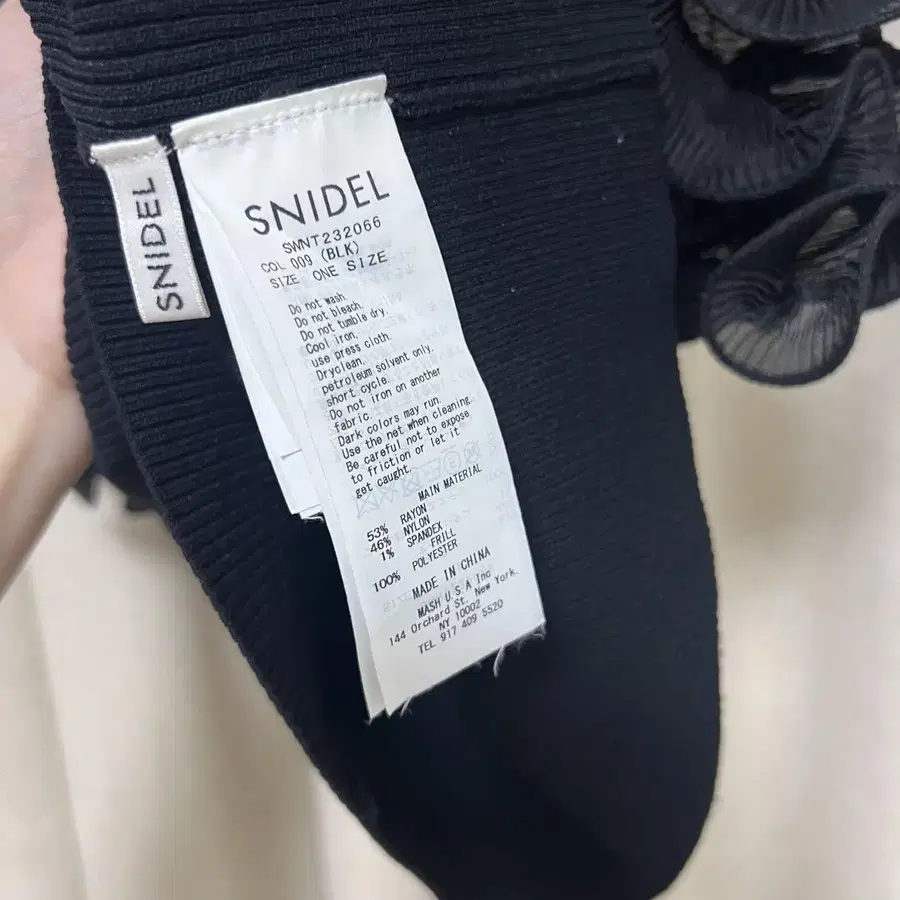 SNIDEL
SNIDEL
SWNT232066
COL 009 (BLK)
SIZE ONE SIZE
Do not wash.
Do not bleach.
Do not tumble dry.
Cool iron.
use press cloth.
Dryclean,
petroleum solvent only.
short cycle.
Do not iron on another
fabric.
Dark colors may run.
Use the net when cleaning.
Be careful not to expose
to friction or let it
get caught.
MAIN MATERIAL
53% RAYON
46% NYLON
1% SPANDEX
FRILL
100% POLYESTER
MADE IN CHINA
MASH U.S.A Inc
144 Orchard St. New York.
NY 10002
TEL 917 409 5520